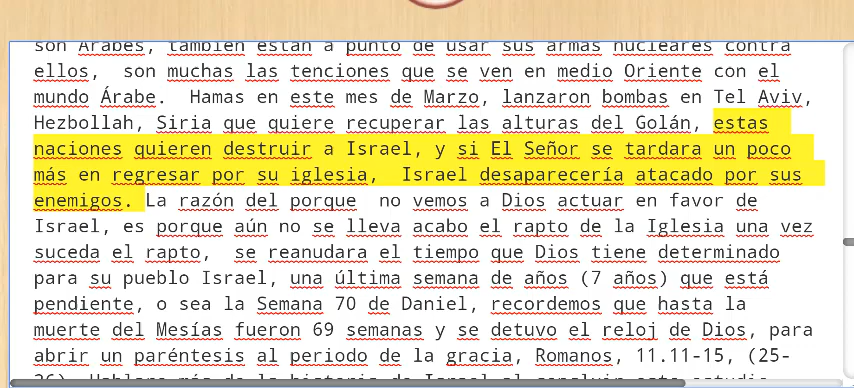 son Árabes, también están a punto de usar sus armas nucleares contra
ellos,  son muchas las tenciones que se ven en medio Oriente con el
mundo Árabe.  Hamas en este mes de Marzo, lanzaron bombas en Tel Aviv,
Hezbollah, Siria que quiere recuperar las alturas del Golán, estas
naciones quieren destruir a Israel, y si El Señor se tardara un poco
más en regresar por su iglesia,  Israel desaparecería atacado por sus
enemigos. La razón del porque  no vemos a Dios actuar en favor de
Israel, es porque aún no se lleva acabo el rapto de la Iglesia una vez
suceda el rapto,  se reanudara el tiempo que Dios tiene determinado
para su pueblo Israel, una última semana de años (7 años) que está
pendiente, o sea la Semana 70 de Daniel, recordemos que hasta la
muerte del Mesías fueron 69 semanas y se detuvo el reloj de Dios, para
abrir un paréntesis al periodo de la gracia, Romanos, 11.11-15, (25-